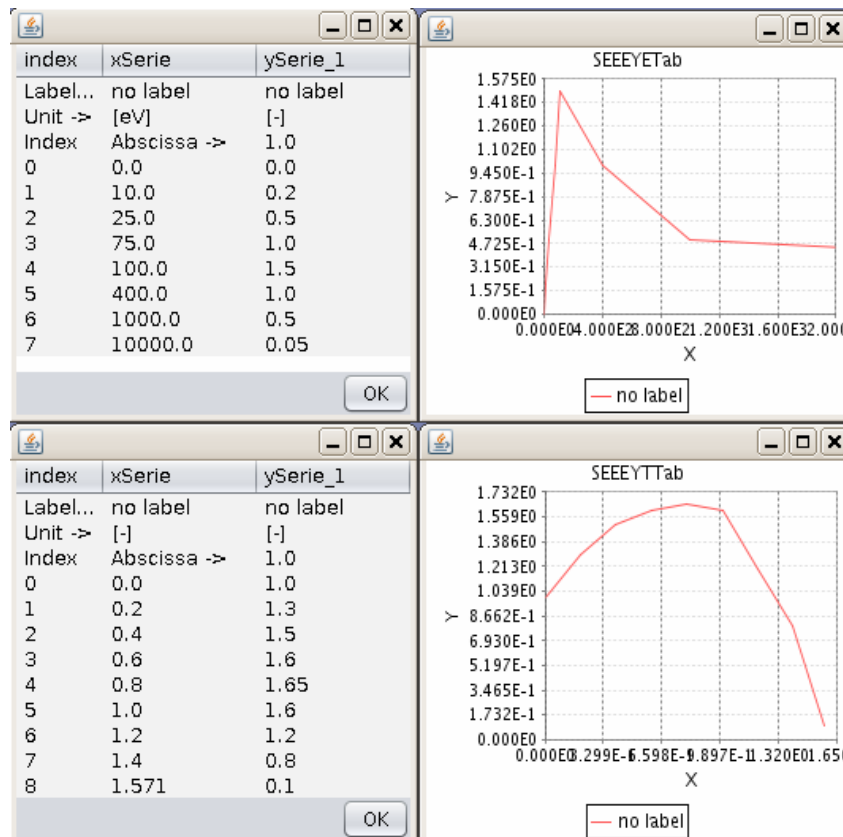 index xSerie ySerie_1
Label... no label no label
Unit -> [eV] [-]
Index Abscissa -> 1.0
0 0.0 0.0
1 10.0 0.2
2 25.0 0.5
3 75.0 1.0
4 100.0 1.5
5 400.0 1.0
6 1000.0 0.5
7 10000.0 0.05
OK
SEEEYETab
1.575E0
1.418E0
1.260E0
1.102E0
9.450E-1
7.875E-1
6.300E-1
4.725E-1
3.150E-1
1.575E-1
0.000E0
Y
X
no label
index xSerie ySerie_1
Label... no label no label
Unit -> [-] [-]
Index Abscissa -> 1.0
0 0.0 1.0
1 0.2 1.3
2 0.4 1.5
3 0.6 1.6
4 0.8 1.65
5 1.0 1.6
6 1.2 1.2
7 1.4 0.8
8 1.571 0.1
OK
SEEEYTTab
1.732E0
1.559E0
1.386E0
1.213E0
1.039E0
8.662E-1
6.930E-1
5.197E-1
3.465E-1
1.732E-1
0.000E0
Y
X
no label